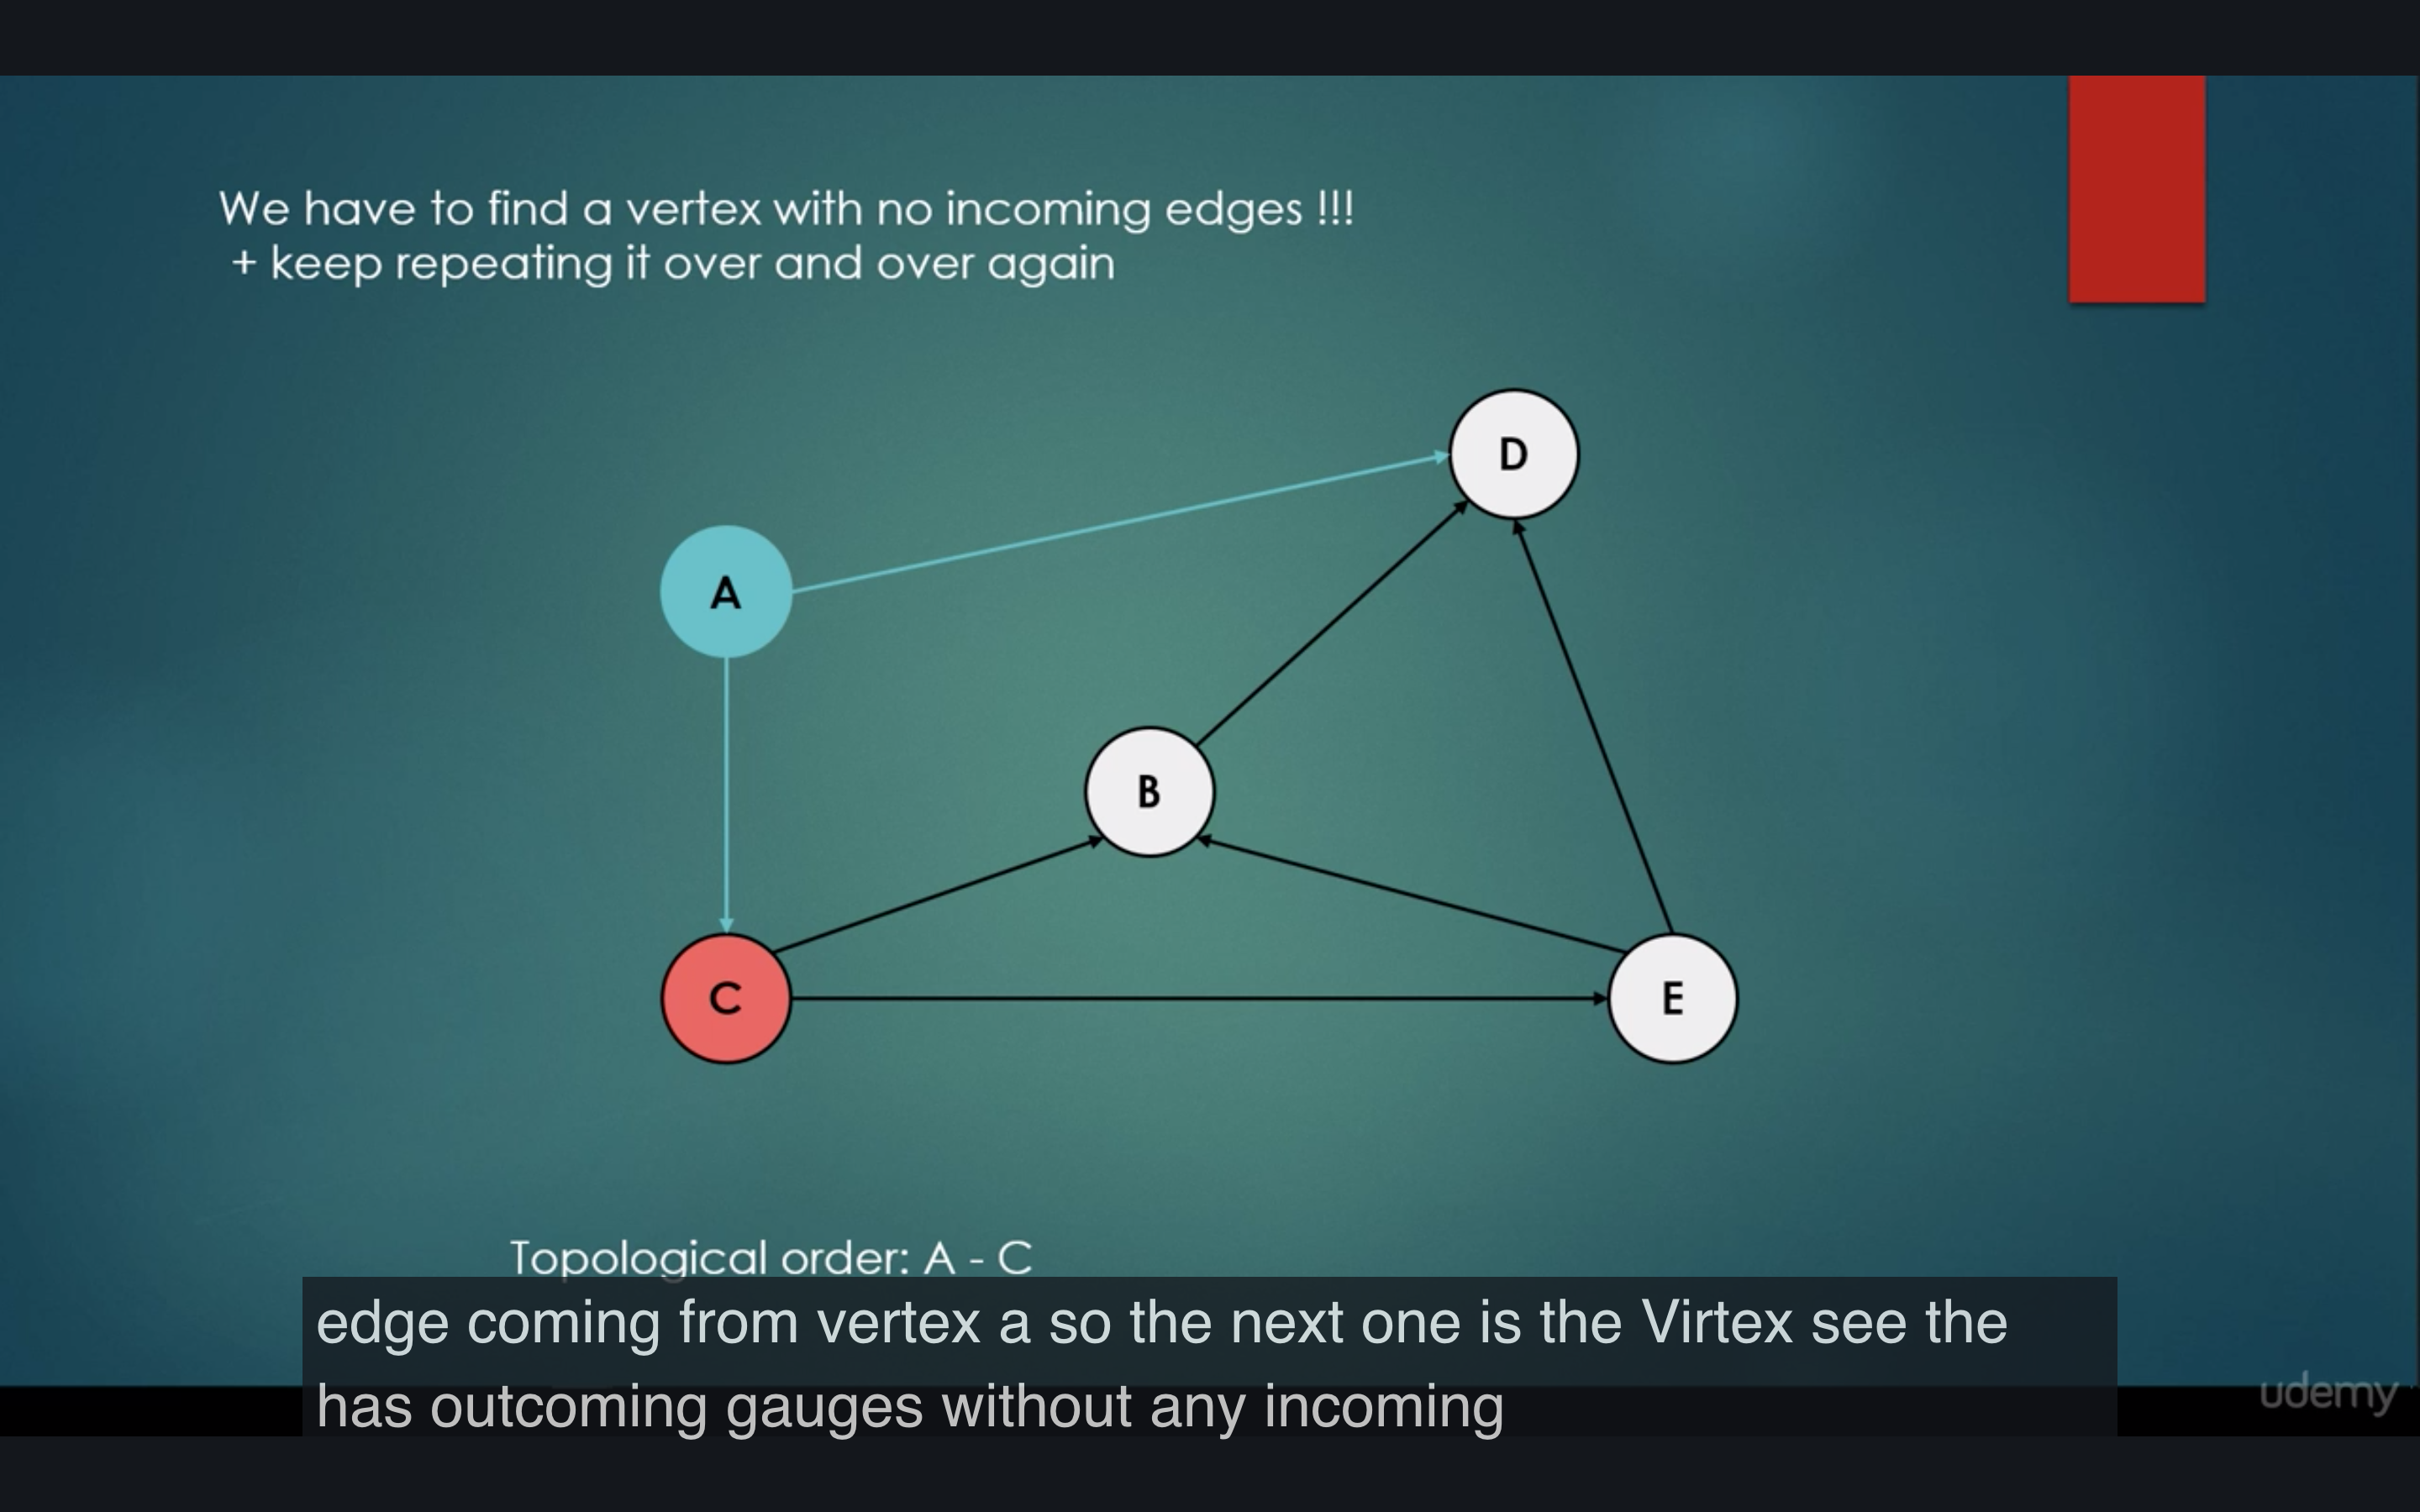 We have to find a vertex with no incoming edges !!!
+ keep repeating it over and over again
D
A
B
C
E
Topological order: A - C
edge coming from vertex a so the next one is the Virtex see the
has outcoming gauges without any incoming
udemy